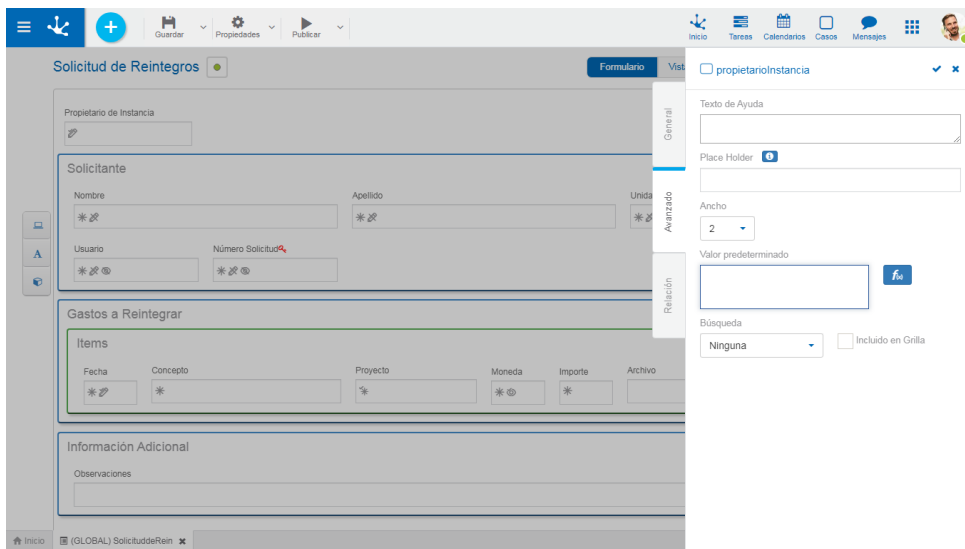 Guardar
Propiedades
Publicar
Inicio
Tareas
Calendarios
Casos
Mensajes
Solicitud de Reintegros
Formulario
Vist
propietarioInstancia
Propietario de Instancia
General
Avanzado
Relación
Texto de Ayuda
Place Holder
Ancho
2
Valor predeterminado
f(x)
Búsqueda
Ninguna
Incluido en Grilla
Solicitante
Nombre
Apellido
Unida
Usuario
Número Solicitud
A
Gastos a Reintegrar
Items
Fecha
Concepto
Proyecto
Moneda
Importe
Archivo
Información Adicional
Observaciones
Inicio
(GLOBAL) SolicituddeRein